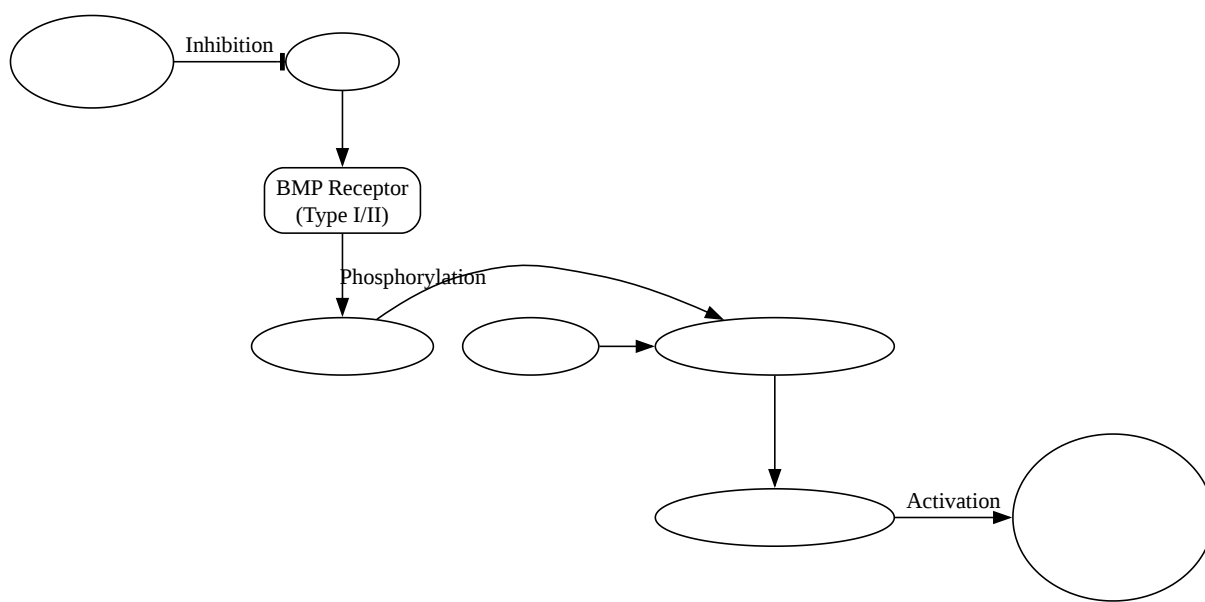 Inhibition
BMP Receptor
(Type I/II)
Phosphorylation
Activation